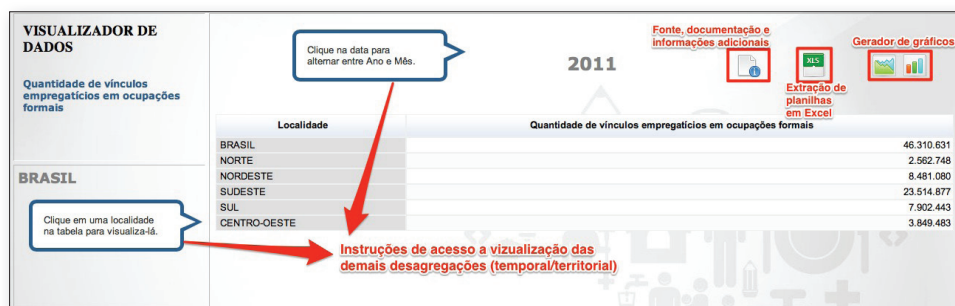 VISUALIZADOR DE
DADOS
Quantidade de vínculos
empregatícios em ocupações
formais
BRASIL
Clique em uma localidade
na tabela para visualiza-lá.
Clique na data para
alternar entre Ano e Mês.
2011
Fonte, documentação e
informações adicionais
XLS
Extração de
planilhas
em Excel
Gerador de gráficos
Localidade Quantidade de vínculos empregatícios em ocupações formais
BRASIL 46.310.631
NORTE 2.562.748
NORDESTE 8.481.080
SUDESTE 23.514.877
SUL 7.902.443
CENTRO-OESTE 3.849.483
Instruções de acesso a vizualização das
demais desagregações (temporal/territorial)